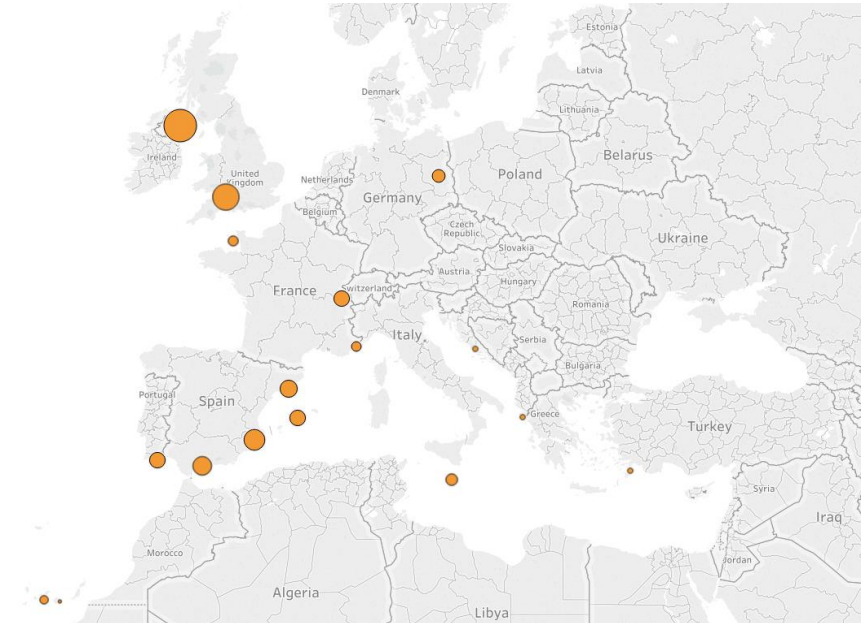 Estonia
Latvia
Denmark
Lithuania
Ireland
Belarus
United
Kingdom
Netherlands
Poland
Germany
Belgium
Czech
Republic
Ukraine
Slovakia
Austria
France
Switzerland
Hungary
Romania
Italy
Serbia
Bulgaria
Portugal
Spain
Greece
Turkey
Syria
Iraq
Morocco
Jordan
Algeria
Libya